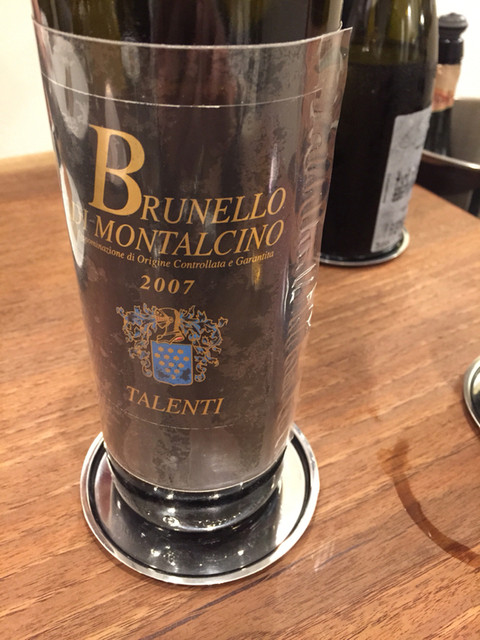 BRUNELLO
DI MONTALCINO
Denominazione di Origine Controllata e Garantita
2007
TALENTI